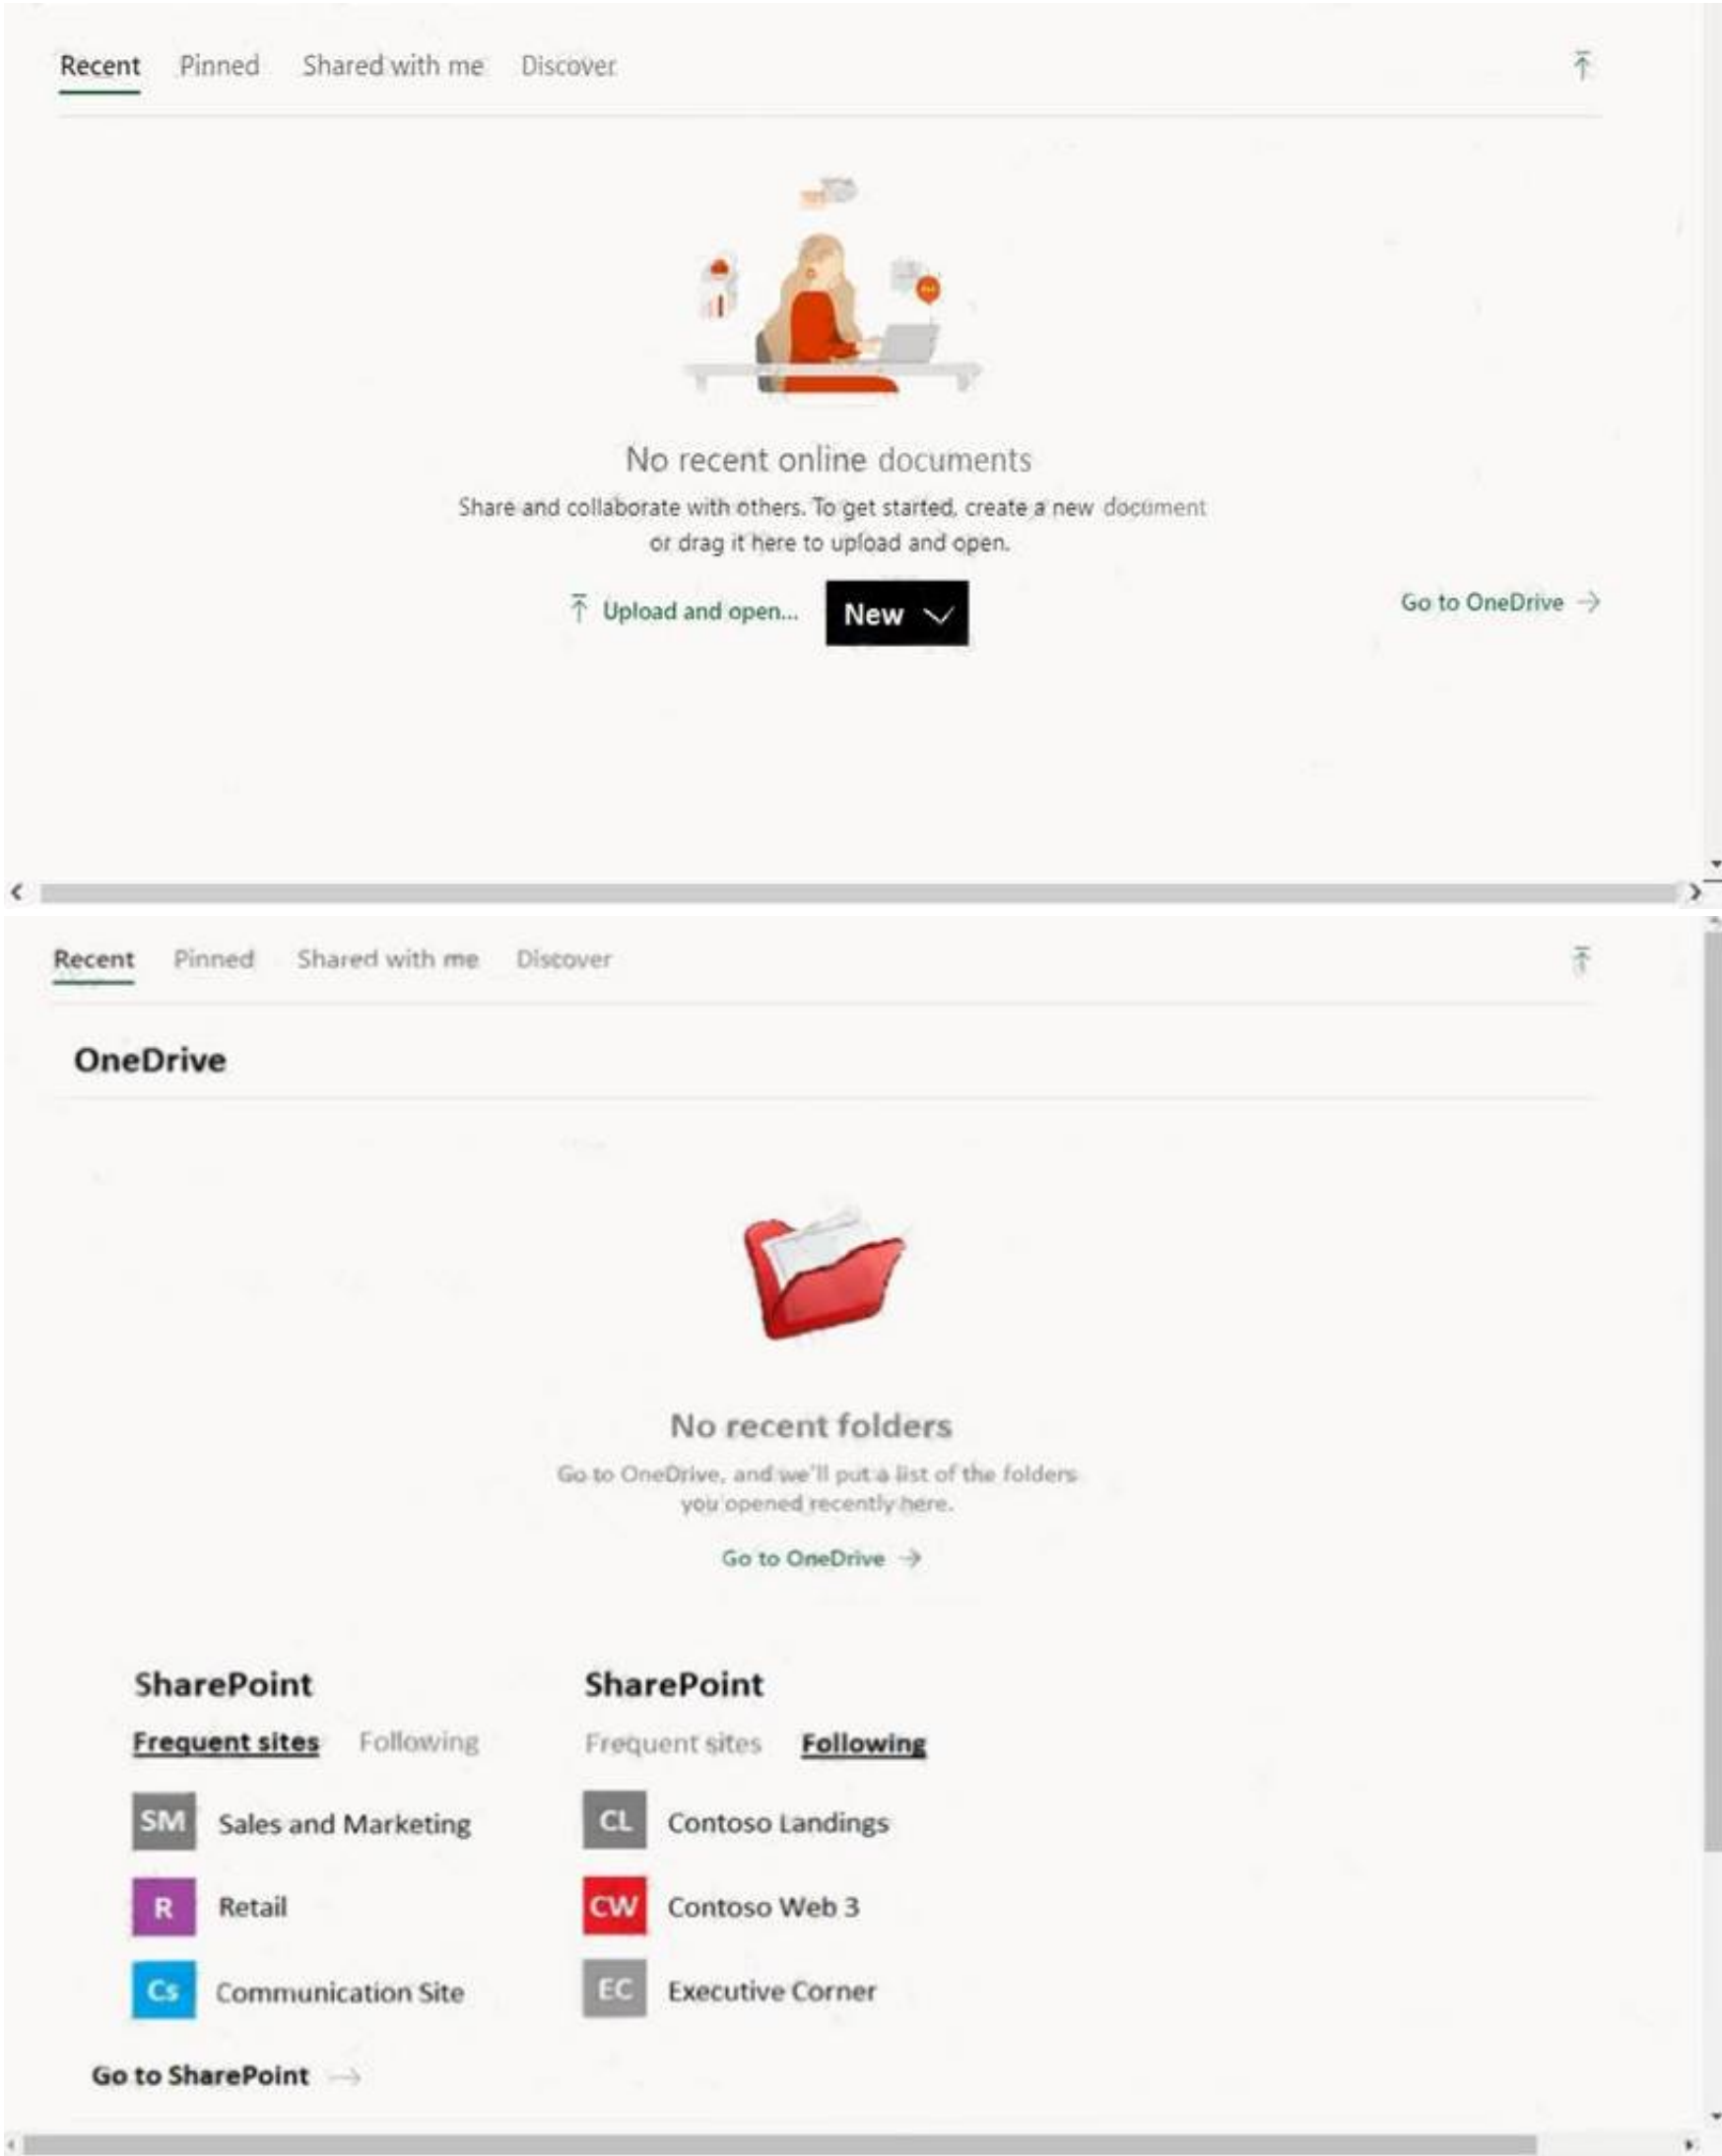 Recent Pinned Shared with me Discover
No recent online documents
Share and collaborate with others. To get started, create a new document
or drag it here to upload and open.
Upload and open... New
Go to OneDrive
Recent Pinned Shared with me Discover
OneDrive
No recent folders
Go to OneDrive, and we'll put a list of the folders
you opened recently here.
Go to OneDrive
SharePoint
Frequent sites Following
SM Sales and Marketing
R Retail
Cs Communication Site
SharePoint
Frequent sites Following
CL Contoso Landings
CW Contoso Web 3
EC Executive Corner
Go to SharePoint